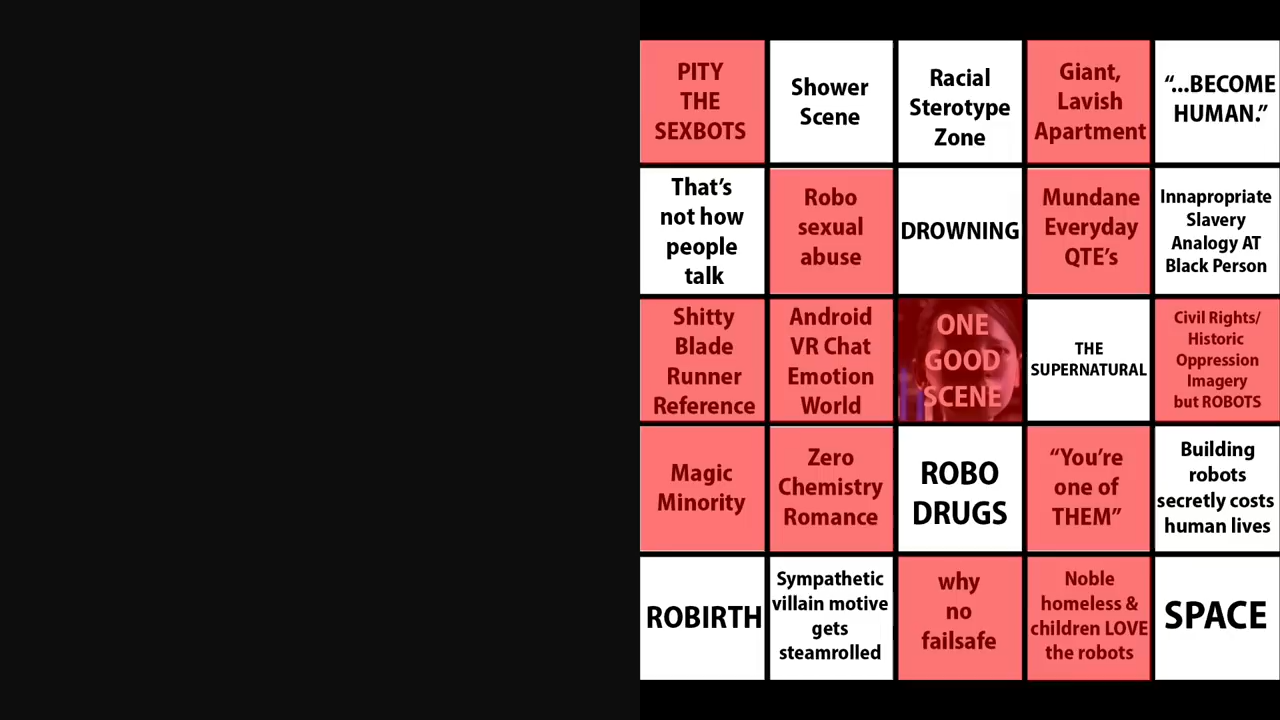 PITY
THE
SEXBOTS
Shower
Scene
Racial
Sterotype
Zone
Giant,
Lavish
Apartment
“...BECOME
HUMAN.”
That’s
not how
people
talk
Robo
sexual
abuse
DROWNING
Mundane
Everyday
QTE’s
Innapropriate
Slavery
Analogy AT
Black Person
Shitty
Blade
Runner
Reference
Android
VR Chat
Emotion
World
ONE
GOOD
SCENE
THE
SUPERNATURAL
Civil Rights/
Historic
Oppression
Imagery
but ROBOTS
Magic
Minority
Zero
Chemistry
Romance
ROBO
DRUGS
“You’re
one of
THEM”
Building
robots
secretly costs
human lives
ROBIRTH
Sympathetic
villain motive
gets
steamrolled
why
no
failsafe
Noble
homeless &
children LOVE
the robots
SPACE